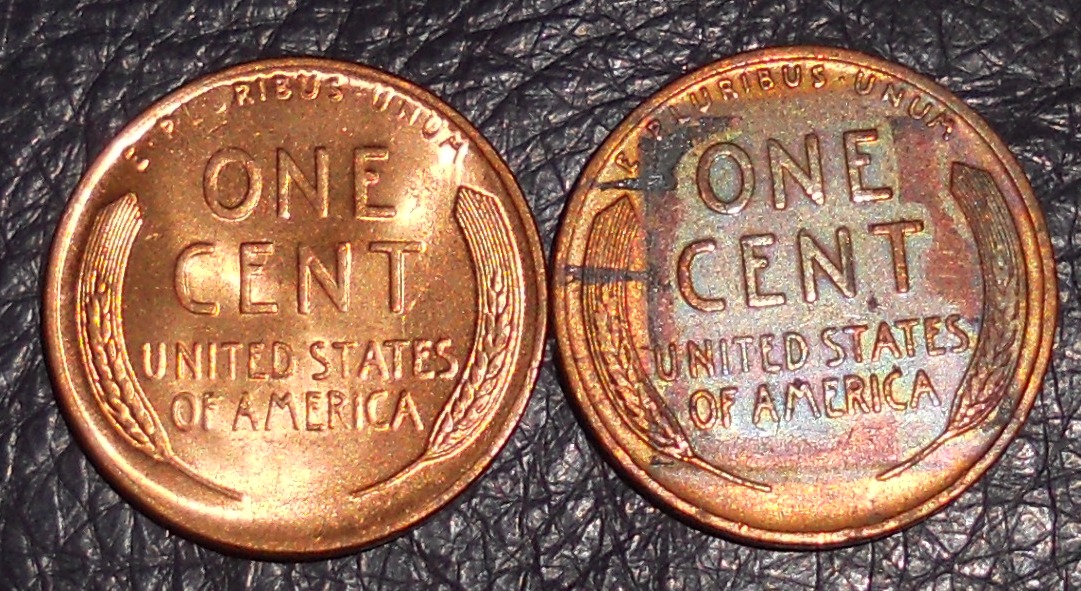 E · PLURIBUS · UNUM
ONE
CENT
UNITED STATES
OF AMERICA
E · PLURIBUS · UNUM
ONE
CENT
UNITED STATES
OF AMERICA